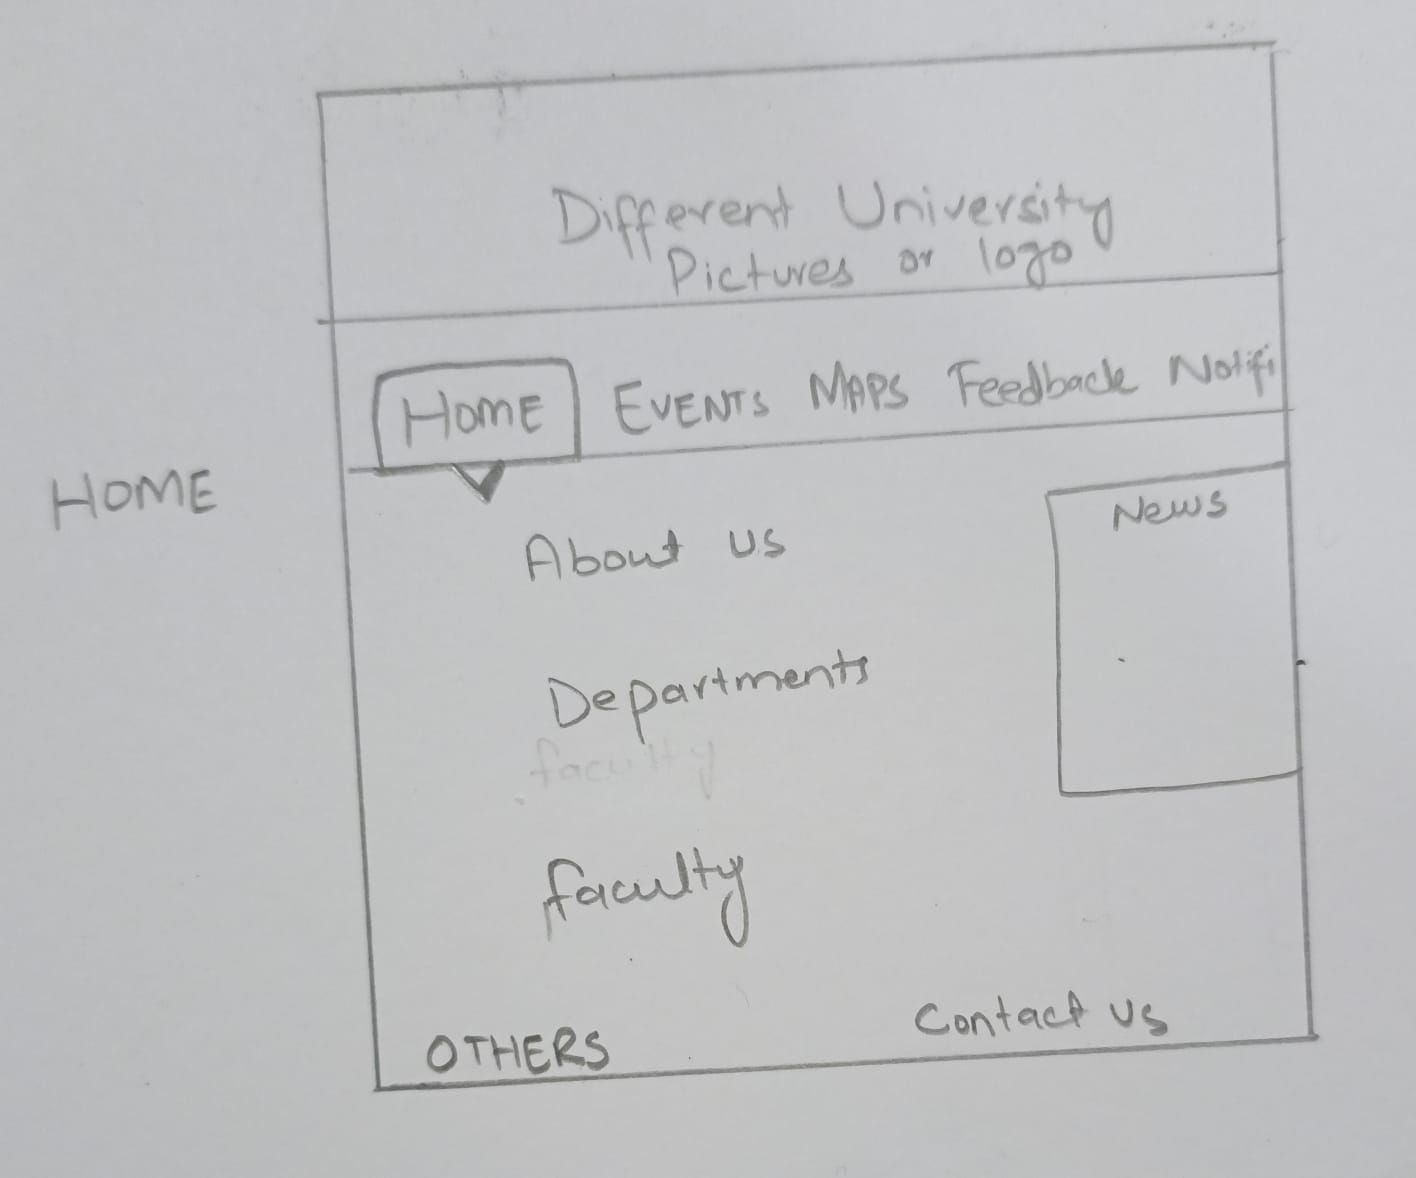 Different University
Pictures or logo
HOME EVENTS MAPS Feedback Notifi
HOME
News
About us
Departments
faculty
faculty
OTHERS
Contact us